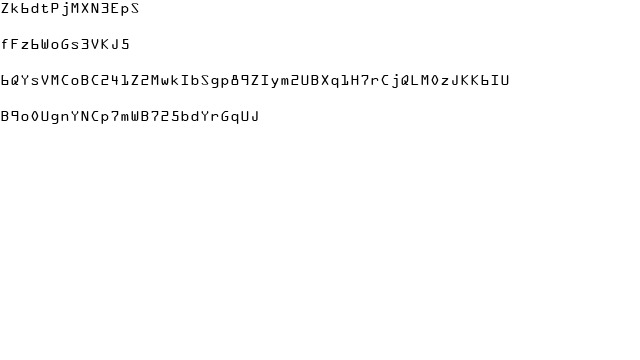 Zk6dtPjMXN3EpS
fFz6WoGs3VKJ5
6QYsVMCoBC241Z2MwkIbSgp89ZIym2UBXq1H7rCjQLM0zJKK6IU
B9o0UgnYNCp7mWB725bdYrGqUJ